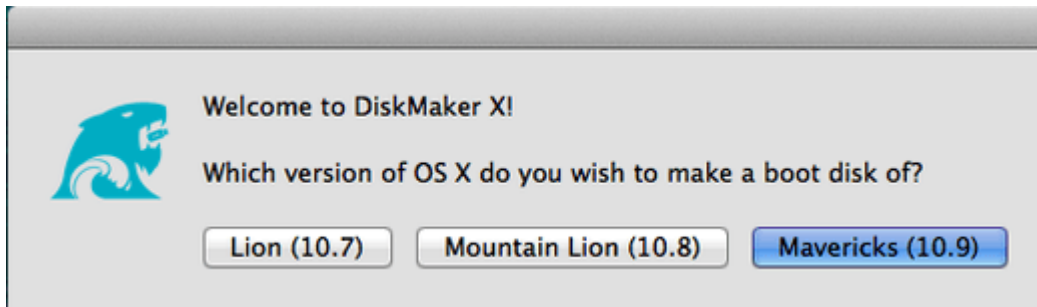 Welcome to DiskMaker X!
Which version of OS X do you wish to make a boot disk of?
Lion (10.7) Mountain Lion (10.8) Mavericks (10.9)